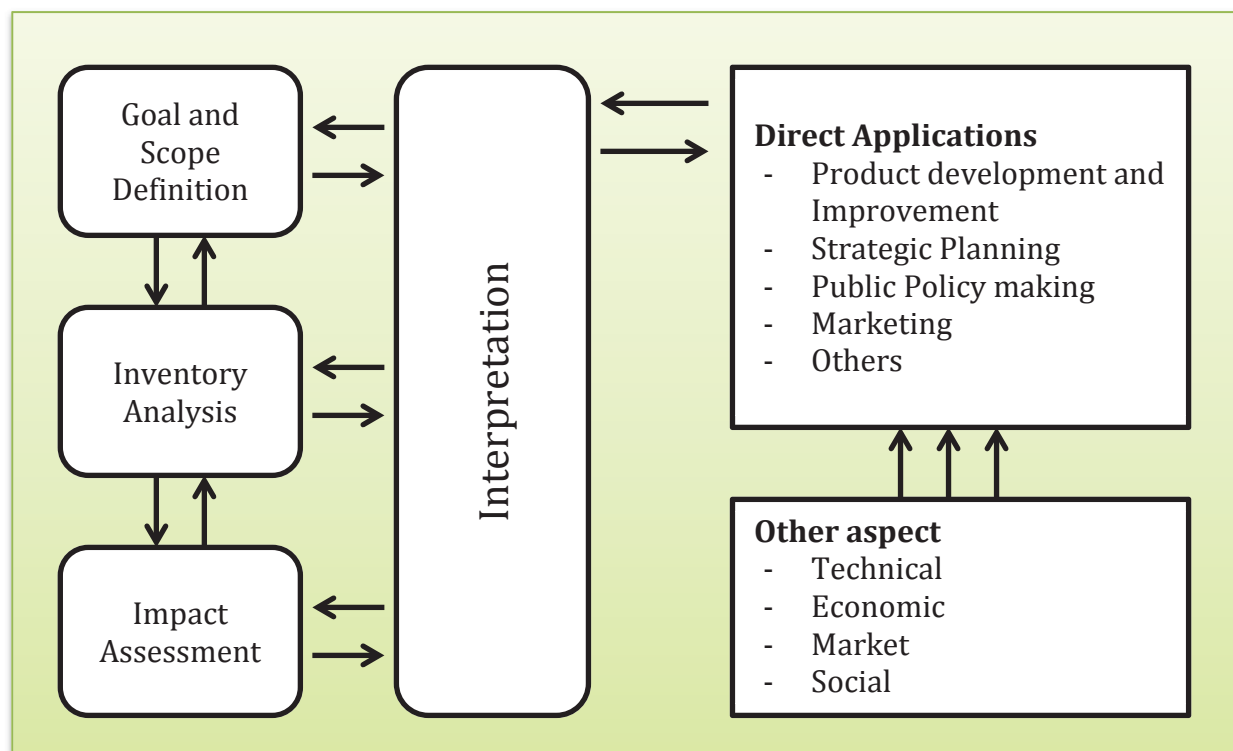 Goal and
Scope
Definition
Inventory
Analysis
Impact
Assessment
Interpretation
Direct Applications
- Product development and
Improvement
- Strategic Planning
- Public Policy making
- Marketing
- Others
Other aspect
- Technical
- Economic
- Market
- Social